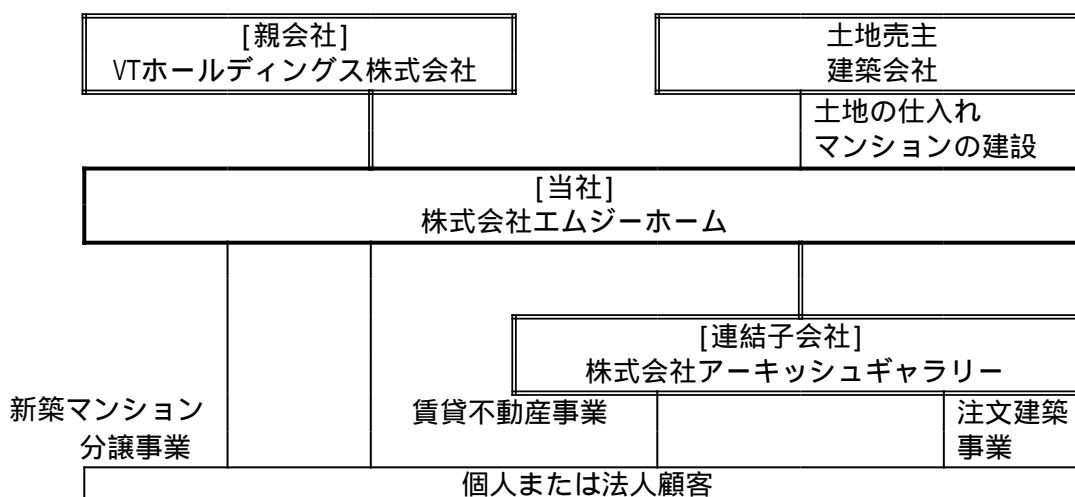 [親会社]
VTホールディングス株式会社
土地売主
建築会社
土地の仕入れ
マンションの建設
[当社]
株式会社エムジーホーム
[連結子会社]
株式会社アーキッシュギャラリー
新築マンション
分譲事業
賃貸不動産事業
注文建築
事業
個人または法人顧客